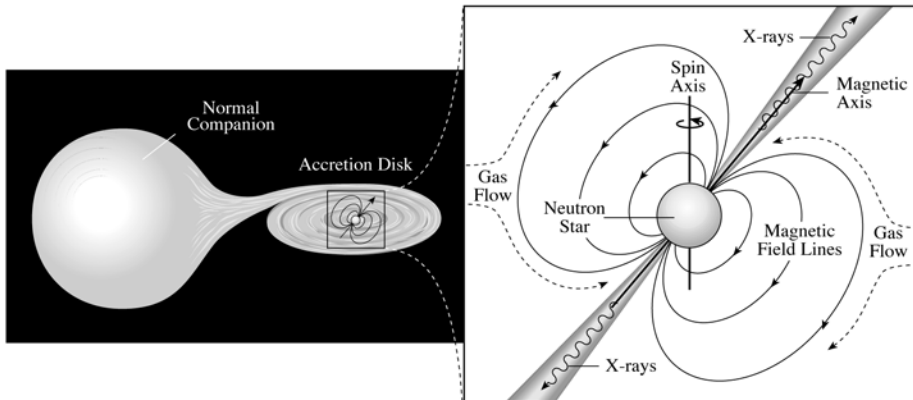 Normal
Companion
Accretion Disk
X-rays
Spin
Axis
Magnetic
Axis
Gas
Flow
Neutron
Star
Magnetic
Field Lines
Gas
Flow
X-rays